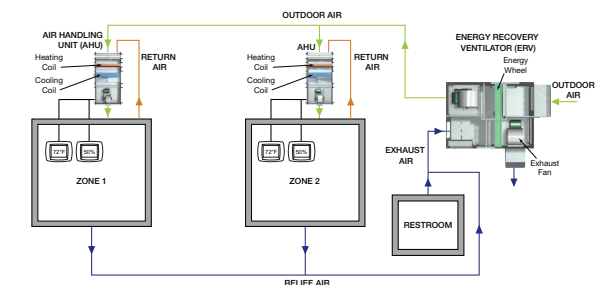 OUTDOOR AIR
AIR HANDLING
UNIT (AHU)
Heating
Coil
Cooling
Coil
RETURN
AIR
AHU
Heating
Coil
Cooling
Coil
RETURN
AIR
ENERGY RECOVERY
VENTILATOR (ERV)
Energy
Wheel
OUTDOOR
AIR
EXHAUST
AIR
Exhaust
Fan
72°F
50%
ZONE 1
72°F
50%
ZONE 2
RESTROOM
RELIEF AIR